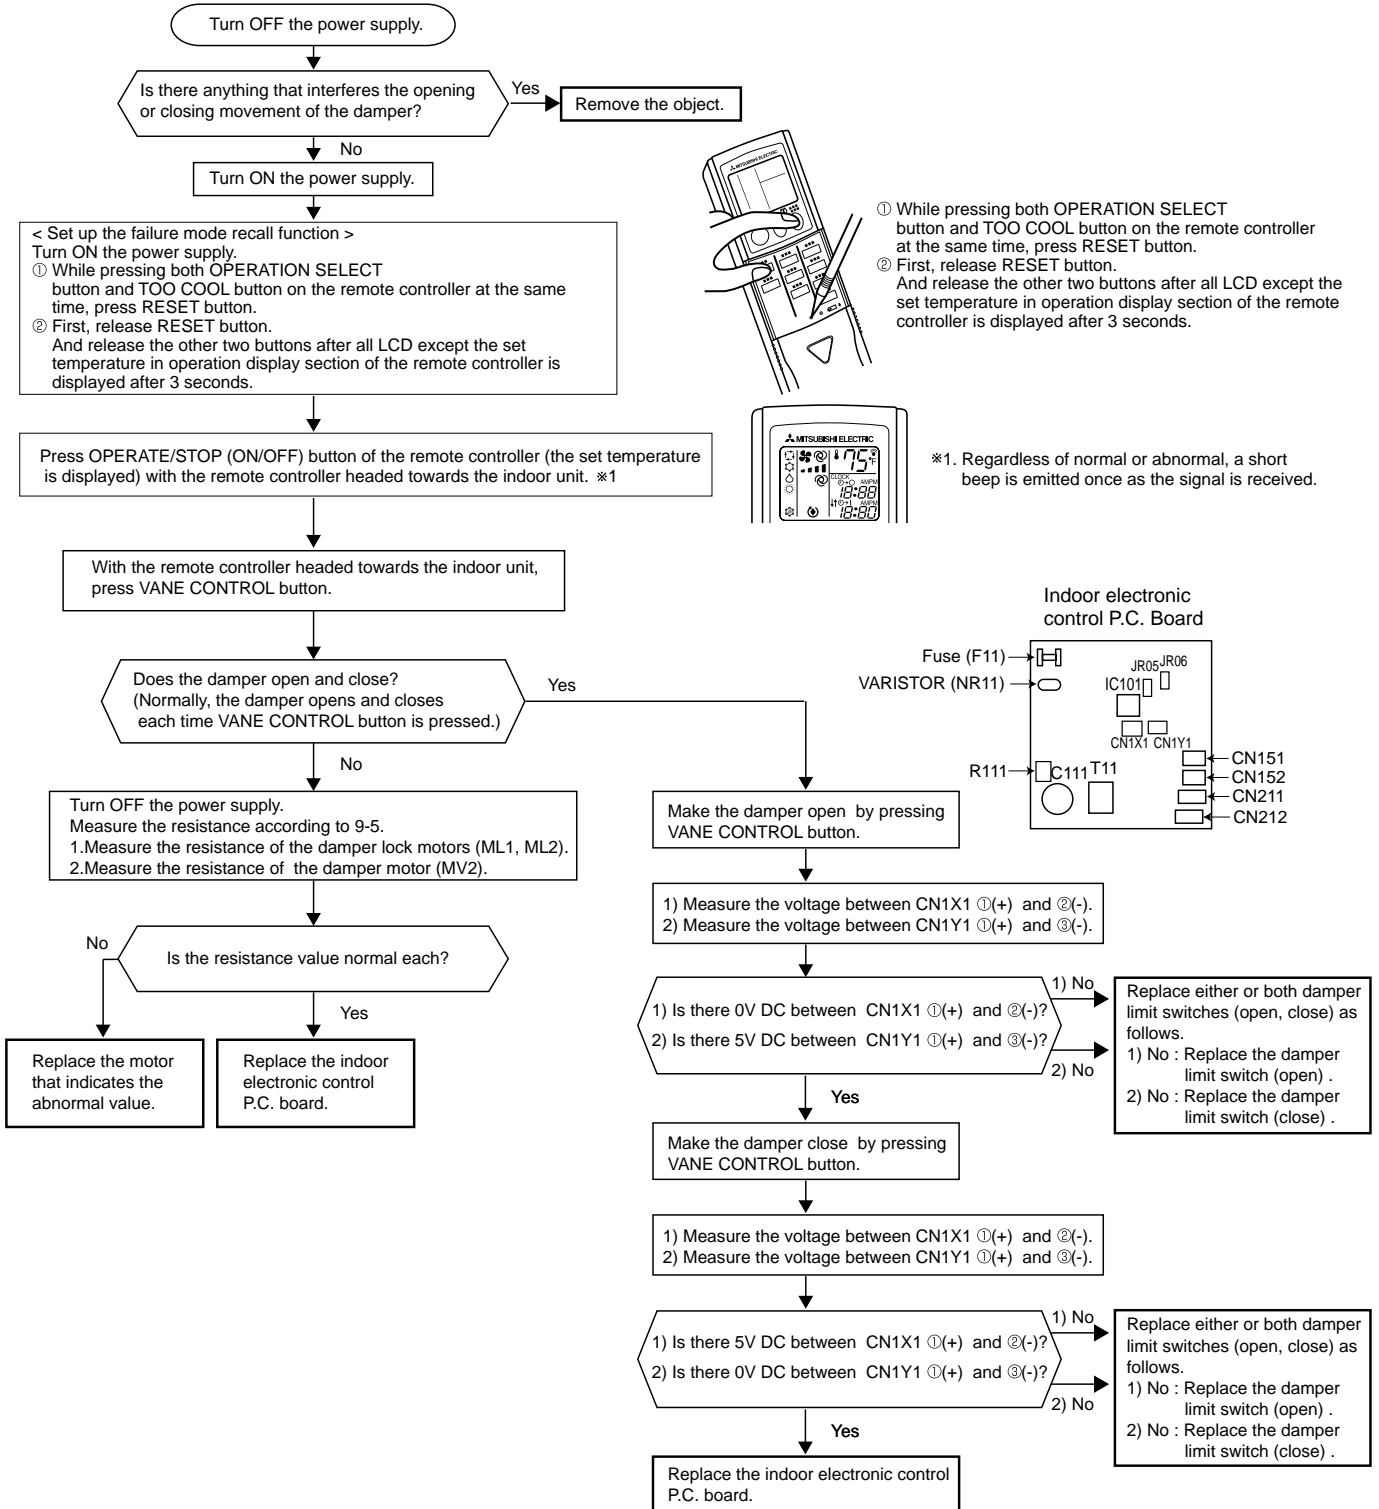 Turn OFF the power supply.
Is there anything that interferes the opening
or closing movement of the damper?
Yes
Remove the object.
No
Turn ON the power supply.
< Set up the failure mode recall function >
Turn ON the power supply.
① While pressing both OPERATION SELECT
button and TOO COOL button on the remote controller at the same
time, press RESET button.
② First, release RESET button.
And release the other two buttons after all LCD except the set
temperature in operation display section of the remote controller is
displayed after 3 seconds.
MITSUBISHI ELECTRIC
① While pressing both OPERATION SELECT
button and TOO COOL button on the remote controller
at the same time, press RESET button.
② First, release RESET button.
And release the other two buttons after all LCD except the
set temperature in operation display section of the remote
controller is displayed after 3 seconds.
Press OPERATE/STOP (ON/OFF) button of the remote controller (the set temperature
is displayed) with the remote controller headed towards the indoor unit. ※1
MITSUBISHI ELECTRIC
75°F
CLOCK
AMPM
18:88
AMPM
18:80
※1. Regardless of normal or abnormal, a short
beep is emitted once as the signal is received.
With the remote controller headed towards the indoor unit,
press VANE CONTROL button.
Does the damper open and close?
(Normally, the damper opens and closes
each time VANE CONTROL button is pressed.)
Yes
No
Indoor electronic
control P.C. Board
Fuse (F11)
VARISTOR (NR11)
JR05
JR06
IC101
CN1X1 CN1Y1
R111
C111
T11
CN151
CN152
CN211
CN212
Turn OFF the power supply.
Measure the resistance according to 9-5.
1.Measure the resistance of the damper lock motors (ML1, ML2).
2.Measure the resistance of the damper motor (MV2).
No
Is the resistance value normal each?
Yes
Replace the motor
that indicates the
abnormal value.
Replace the indoor
electronic control
P.C. board.
Make the damper open by pressing
VANE CONTROL button.
1) Measure the voltage between CN1X1 ①(+) and ②(-).
2) Measure the voltage between CN1Y1 ①(+) and ③(-).
1) Is there 0V DC between CN1X1 ①(+) and ②(-)?
2) Is there 5V DC between CN1Y1 ①(+) and ③(-)?
1) No
2) No
Replace either or both damper
limit switches (open, close) as
follows.
1) No : Replace the damper
limit switch (open) .
2) No : Replace the damper
limit switch (close) .
Yes
Make the damper close by pressing
VANE CONTROL button.
1) Measure the voltage between CN1X1 ①(+) and ②(-).
2) Measure the voltage between CN1Y1 ①(+) and ③(-).
1) Is there 5V DC between CN1X1 ①(+) and ②(-)?
2) Is there 0V DC between CN1Y1 ①(+) and ③(-)?
1) No
2) No
Replace either or both damper
limit switches (open, close) as
follows.
1) No : Replace the damper
limit switch (open) .
2) No : Replace the damper
limit switch (close) .
Yes
Replace the indoor electronic control
P.C. board.